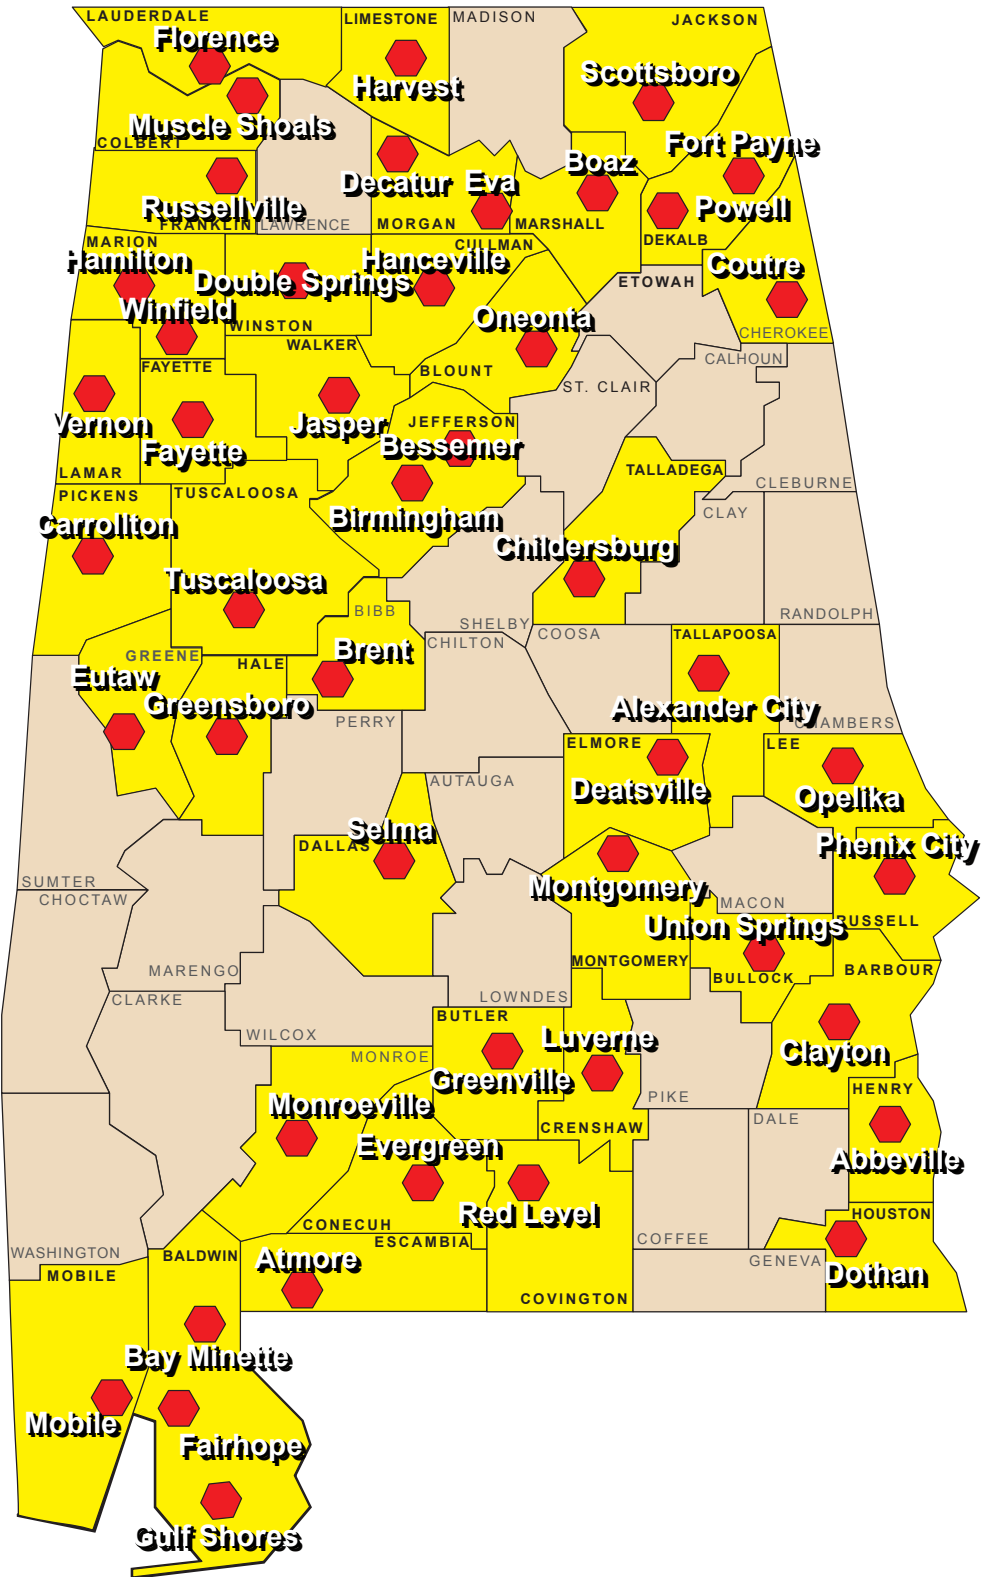 LAUDERDALE
LIMESTONE
MADISON
JACKSON
Florence
Harvest
Scottsboro
Muscle Shoals
COLBERT
Fort Payne
Boaz
Decatur
Eva
Powell
Russellville
FRANKLIN
LAWRENCE
MORGAN
MARSHALL
MARION
CULLMAN
DEKALB
Hamilton
Double Springs
Hanceville
Coutre
ETOWAH
Winfield
Oneonta
WINSTON
CHEROKEE
WALKER
CALHOUN
FAYETTE
BLOUNT
ST. CLAIR
Vernon
Jasper
JEFFERSON
Fayette
Bessemer
LAMAR
TALLADEGA
CLEBURNE
PICKENS
TUSCALOOSA
CLAY
Carrollton
Birmingham
Childersburg
Tuscaloosa
BIBB
RANDOLPH
SHELBY
COOSA
TALLAPOOSA
CHILTON
Brent
GREENE
HALE
Eutaw
Greensboro
Alexander City
PERRY
CHAMBERS
ELMORE
LEE
AUTAUGA
Deatsville
Opelika
Selma
DALLAS
Phenix City
SUMTER
Montgomery
CHOCTAW
MACON
Union Springs
RUSSELL
MARENGO
MONTGOMERY
BULLOCK
BARBOUR
CLARKE
LOWNDES
BUTLER
WILCOX
Luverne
Clayton
MONROE
Greenville
HENRY
Monroeville
PIKE
DALE
CRENSHAW
Evergreen
Abbeville
Red Level
HOUSTON
CONECUH
ESCAMBIA
COFFEE
WASHINGTON
BALDWIN
Atmore
GENEVA
MOBILE
Dothan
COVINGTON
Bay Minette
Mobile
Fairhope
Gulf Shores